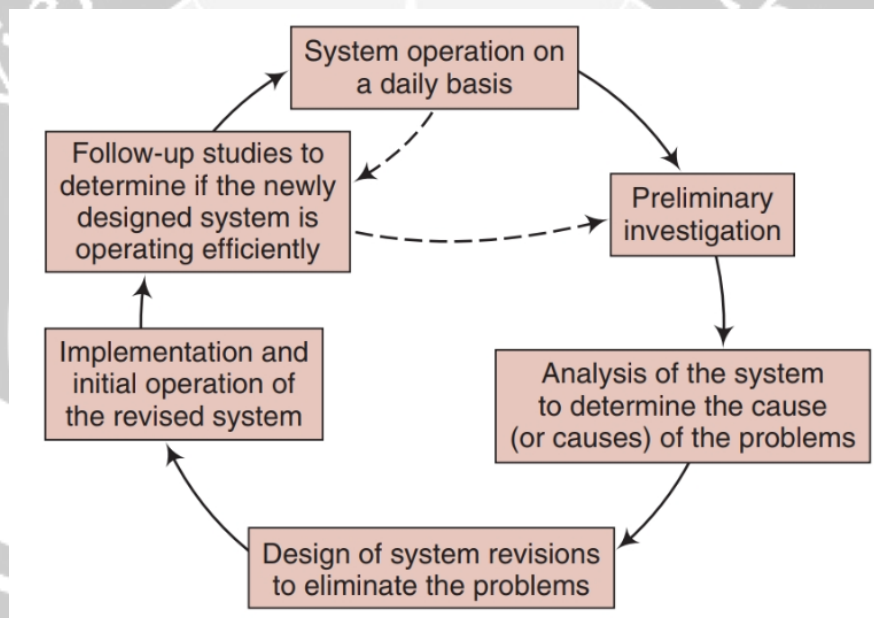 System operation on
a daily basis
Follow-up studies to
determine if the newly
designed system is
operating efficiently
Preliminary
investigation
Implementation and
initial operation of
the revised system
Analysis of the system
to determine the cause
(or causes) of the problems
Design of system revisions
to eliminate the problems